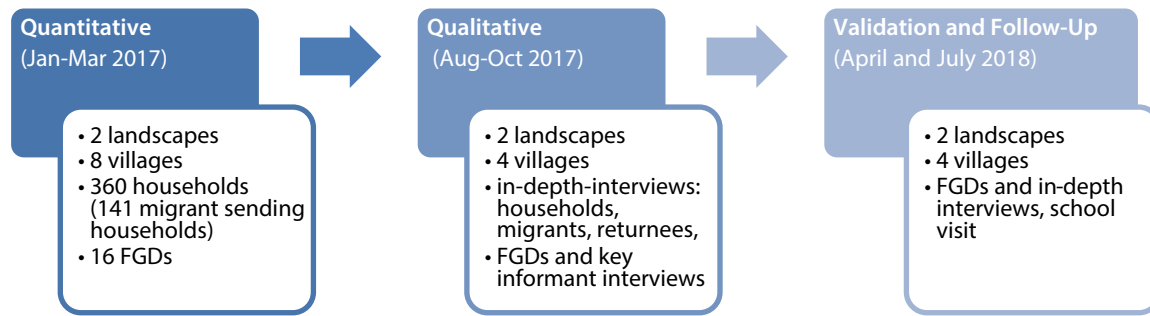 Quantitative
(Jan-Mar 2017)
• 2 landscapes
• 8 villages
• 360 households
(141 migrant sending
households)
• 16 FGDs
Qualitative
(Aug-Oct 2017)
• 2 landscapes
• 4 villages
• in-depth-interviews:
households,
migrants, returnees,
• FGDs and key
informant interviews
Validation and Follow-Up
(April and July 2018)
• 2 landscapes
• 4 villages
• FGDs and in-depth
interviews, school
visit